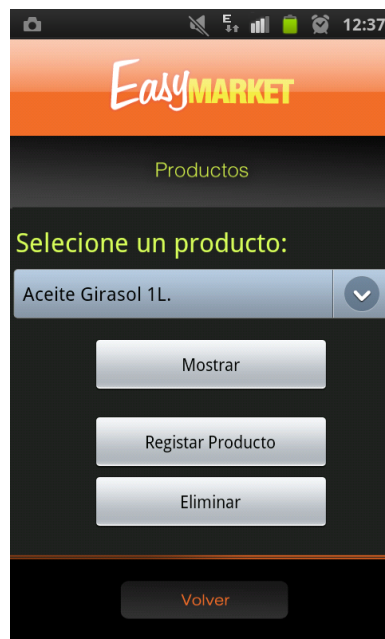 E
12:37
EasyMARKET
Productos
Selecione un producto:
Aceite Girasol 1L.
Mostrar
Registar Producto
Eliminar
Volver